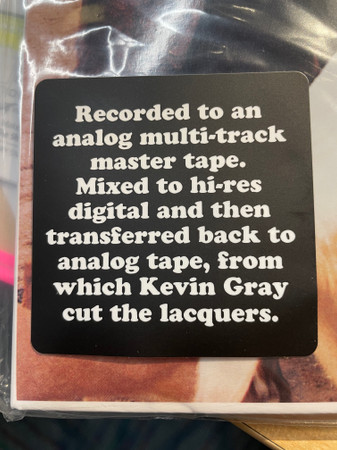 Recorded to an
analog multi-track
master tape.
Mixed to hi-res
digital and then
transferred back to
analog tape, from
which Kevin Gray
cut the lacquers.